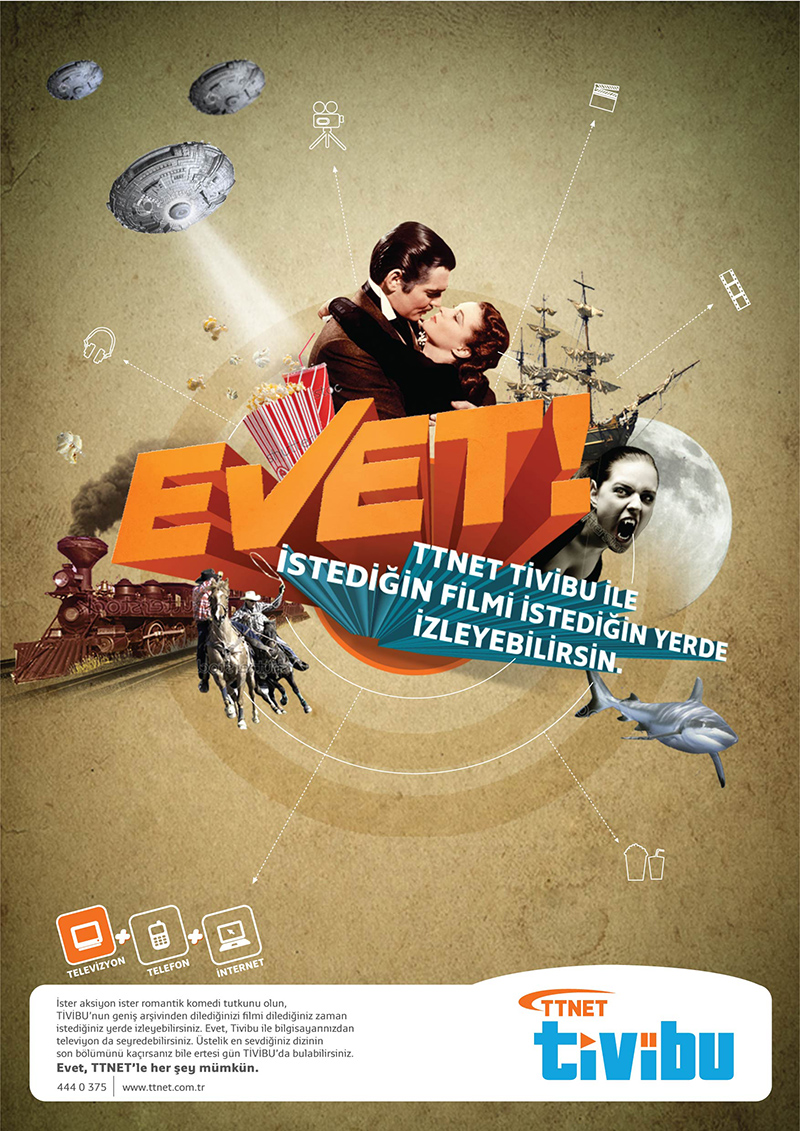 EVET!
TTNET TİVİBU İLE
İSTEDİĞİN FİLMİ İSTEDİĞİN YERDE
İZLEYEBİLİRSİN.
TELEVİZYON
TELEFON
İNTERNET
İster aksiyon ister romantik komedi tutkunu olun,
TİVİBU'nun geniş arşivinden dilediğinizi filmi dilediğiniz zaman
istediğiniz yerde izleyebilirsiniz. Evet, Tivibu ile bilgisayarınızdan
televiyon da seyredebilirsiniz. Üstelik en sevdiğiniz dizinin
son bölümünü kaçırsanız bile ertesi gün TİVİBU'da bulabilirsiniz.
Evet, TTNET'le her şey mümkün.
444 0 375 | www.ttnet.com.tr
TTNET
tivibu